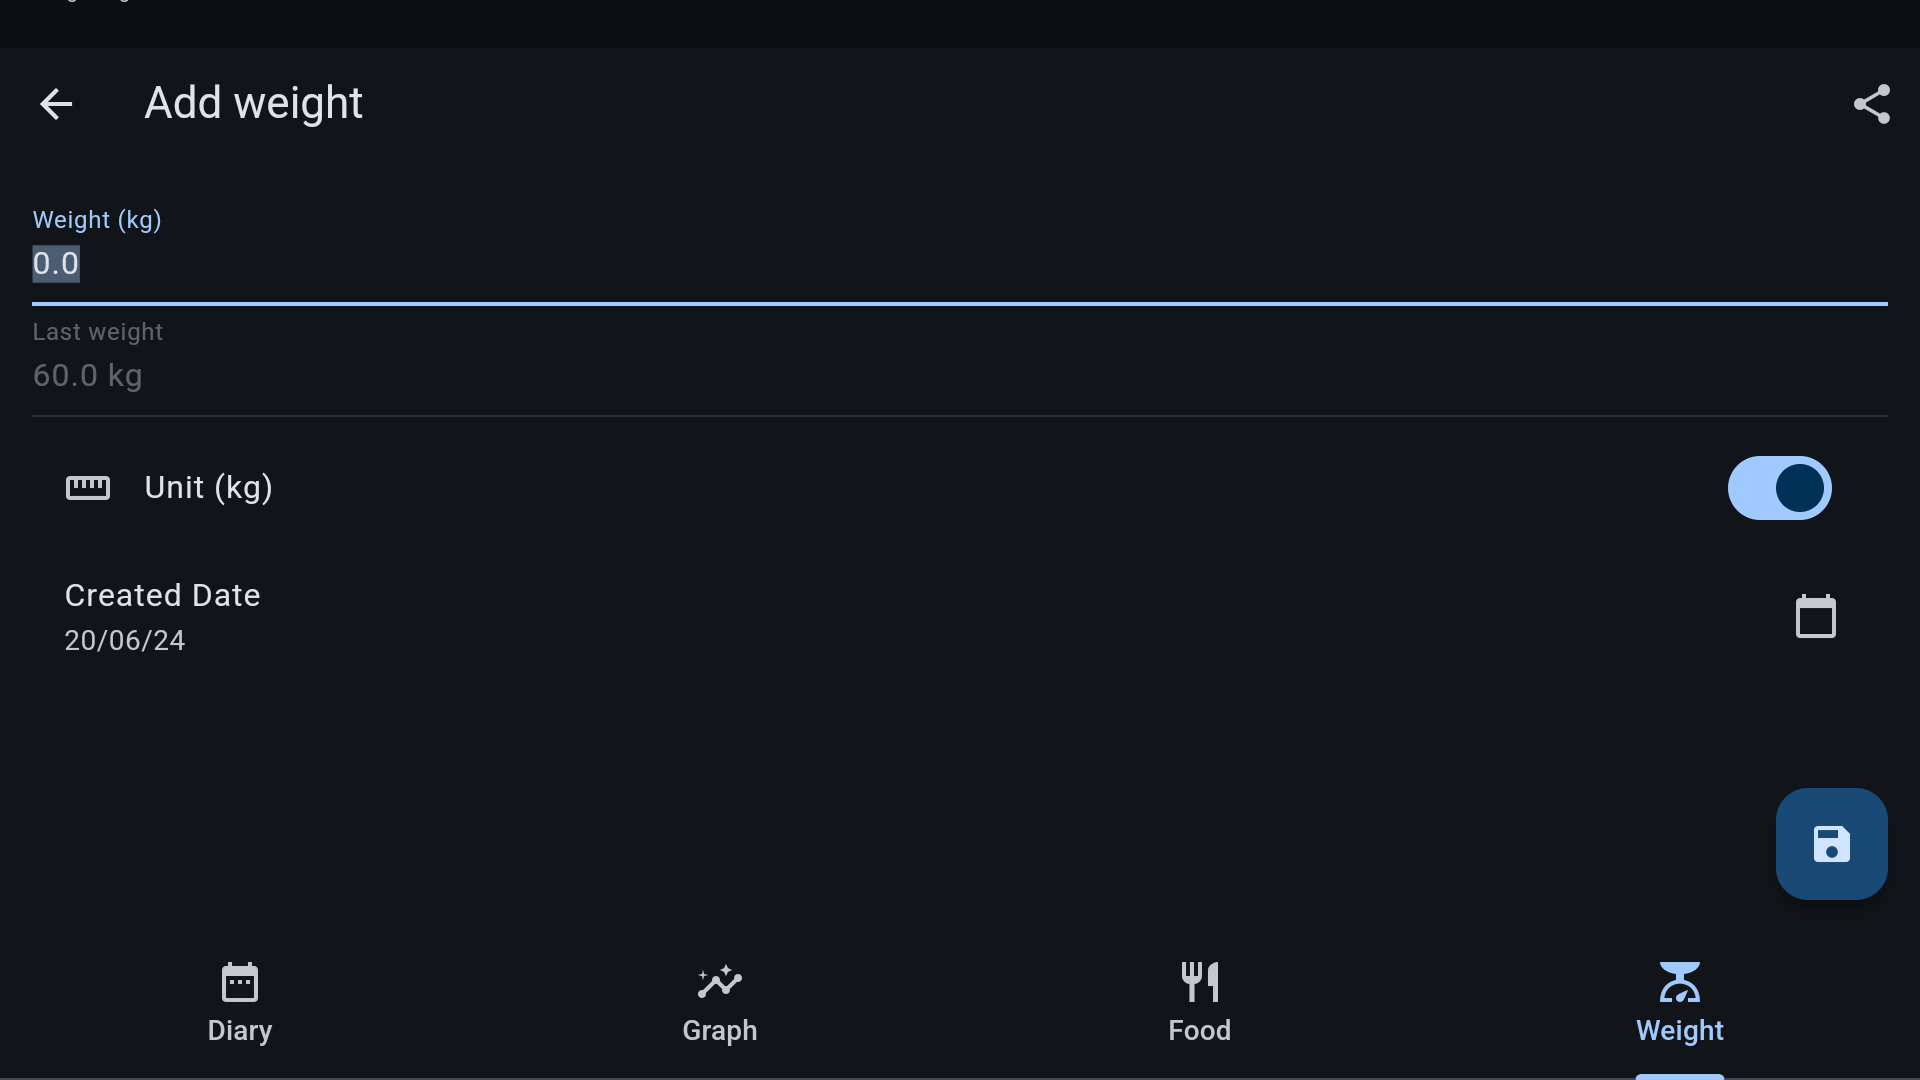 Add weight
Weight (kg)
0.0
Last weight
60.0 kg
Unit (kg)
Created Date
20/06/24
Diary
Graph
Food
Weight